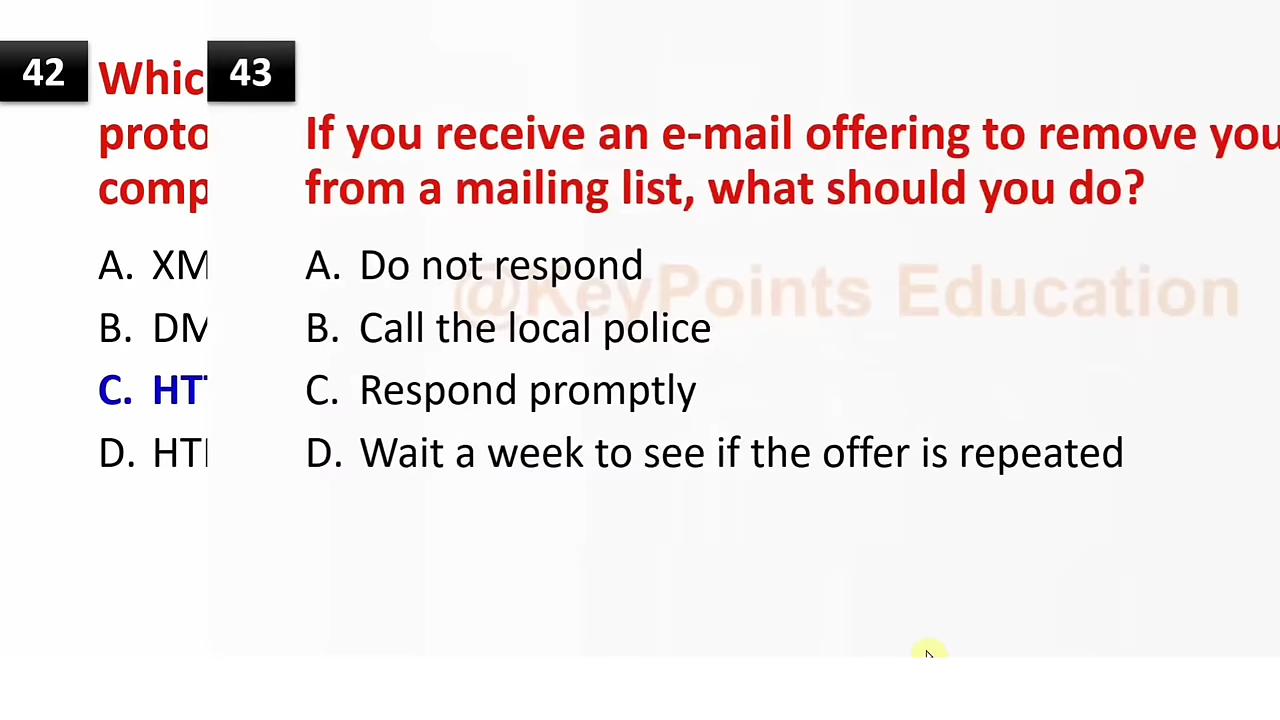 42
Whic
proto
comp
A. XM
B. DM
C. HT
D. HT
43
If you receive an e-mail offering to remove you
from a mailing list, what should you do?
A. Do not respond
B. Call the local police
C. Respond promptly
D. Wait a week to see if the offer is repeated
@KeyPoints Education